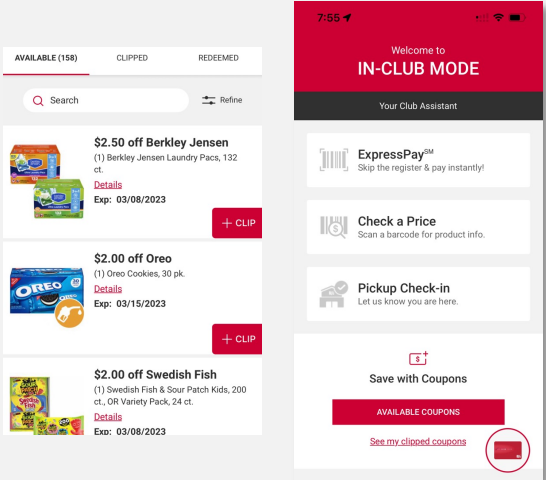 AVAILABLE (158) CLIPPED REDEEMED
Search Refine
$2.50 off Berkley Jensen
(1) Berkley Jensen Laundry Pacs, 132
ct.
Details
Exp: 03/08/2023
+ CLIP
OREO
$2.00 off Oreo
(1) Oreo Cookies, 30 pk.
Details
Exp: 03/15/2023
+ CLIP
$2.00 off Swedish Fish
(1) Swedish Fish & Sour Patch Kids, 200
ct., OR Variety Pack, 24 ct.
Details
Exp: 03/08/2023
7:55
Welcome to
IN-CLUB MODE
Your Club Assistant
ExpressPay℠
Skip the register & pay instantly!
Check a Price
Scan a barcode for product info.
Pickup Check-in
Let us know you are here.
Save with Coupons
AVAILABLE COUPONS
See my clipped coupons